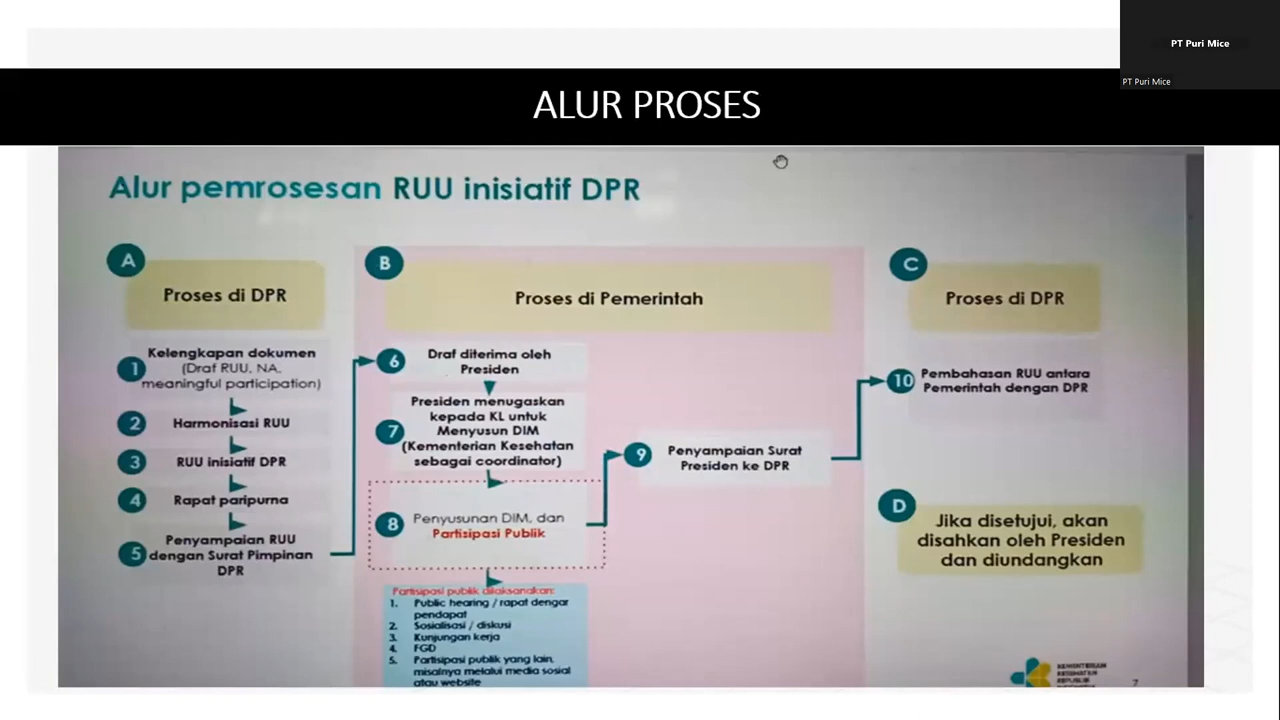 PT Puri Mice
PT Puri Mice
ALUR PROSES
Alur pemrosesan RUU inisiatif DPR
A
Proses di DPR
1
Kelengkapan dokumen
(Draf RUU, NA,
meaningful participation)
2
Harmonisasi RUU
3
RUU inisiatif DPR
4
Rapat paripurna
5
Penyampaian RUU
dengan Surat Pimpinan
DPR
B
Proses di Pemerintah
6
Draf diterima oleh
Presiden
7
Presiden menugaskan
kepada KL untuk
Menyusun DIM
(Kementerian Kesehatan
sebagai coordinator)
8
Penyusunan DIM, dan
Partisipasi Publik
Partisipasi publik dilaksanakan:
1. Public hearing / rapat dengar
pendapat
2. Sosialisasi / diskusi
3. Kunjungan kerja
4. FGD
5. Partisipasi publik yang lain,
misalnya melalui media sosial
atau website
9
Penyampaian Surat
Presiden ke DPR
C
Proses di DPR
10
Pembahasan RUU antara
Pemerintah dengan DPR
D
Jika disetujui, akan
disahkan oleh Presiden
dan diundangkan
KEMENTERIAN
KESEHATAN
REPUBLIK
7